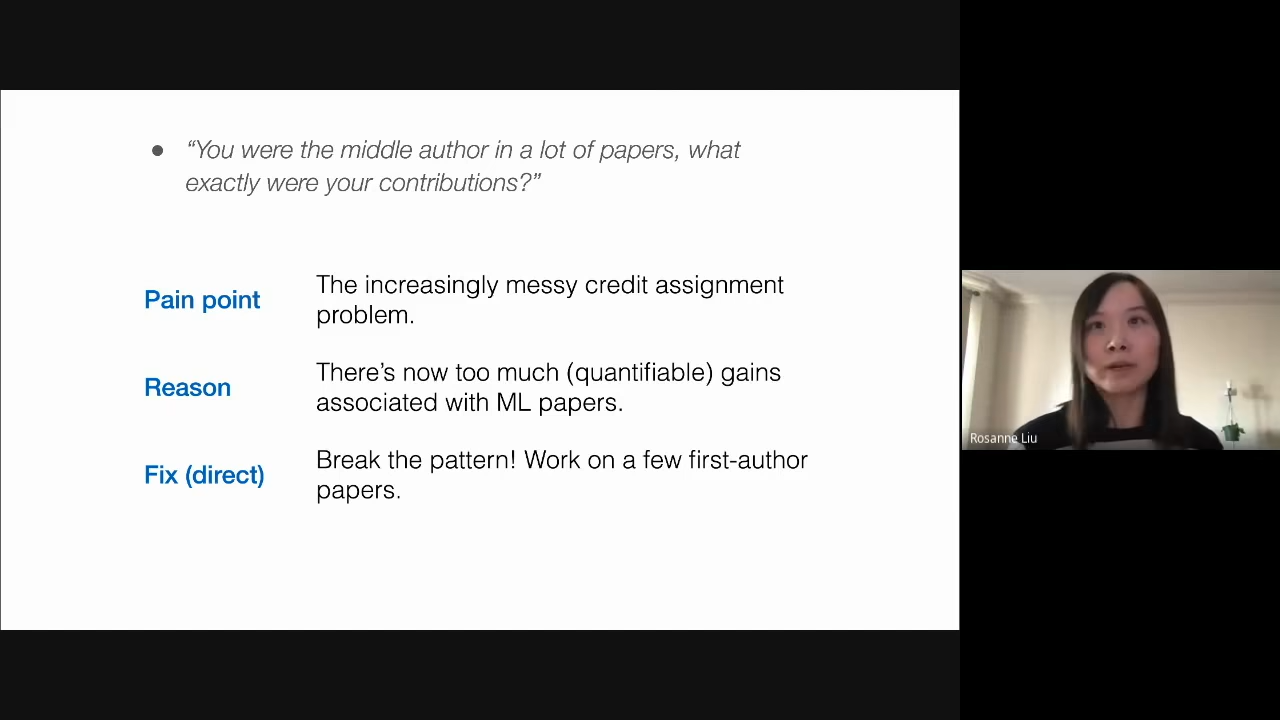 ● “You were the middle author in a lot of papers, what
exactly were your contributions?”
Pain point
The increasingly messy credit assignment
problem.
Reason
There’s now too much (quantifiable) gains
associated with ML papers.
Fix (direct)
Break the pattern! Work on a few first-author
papers.
Rosanne Liu